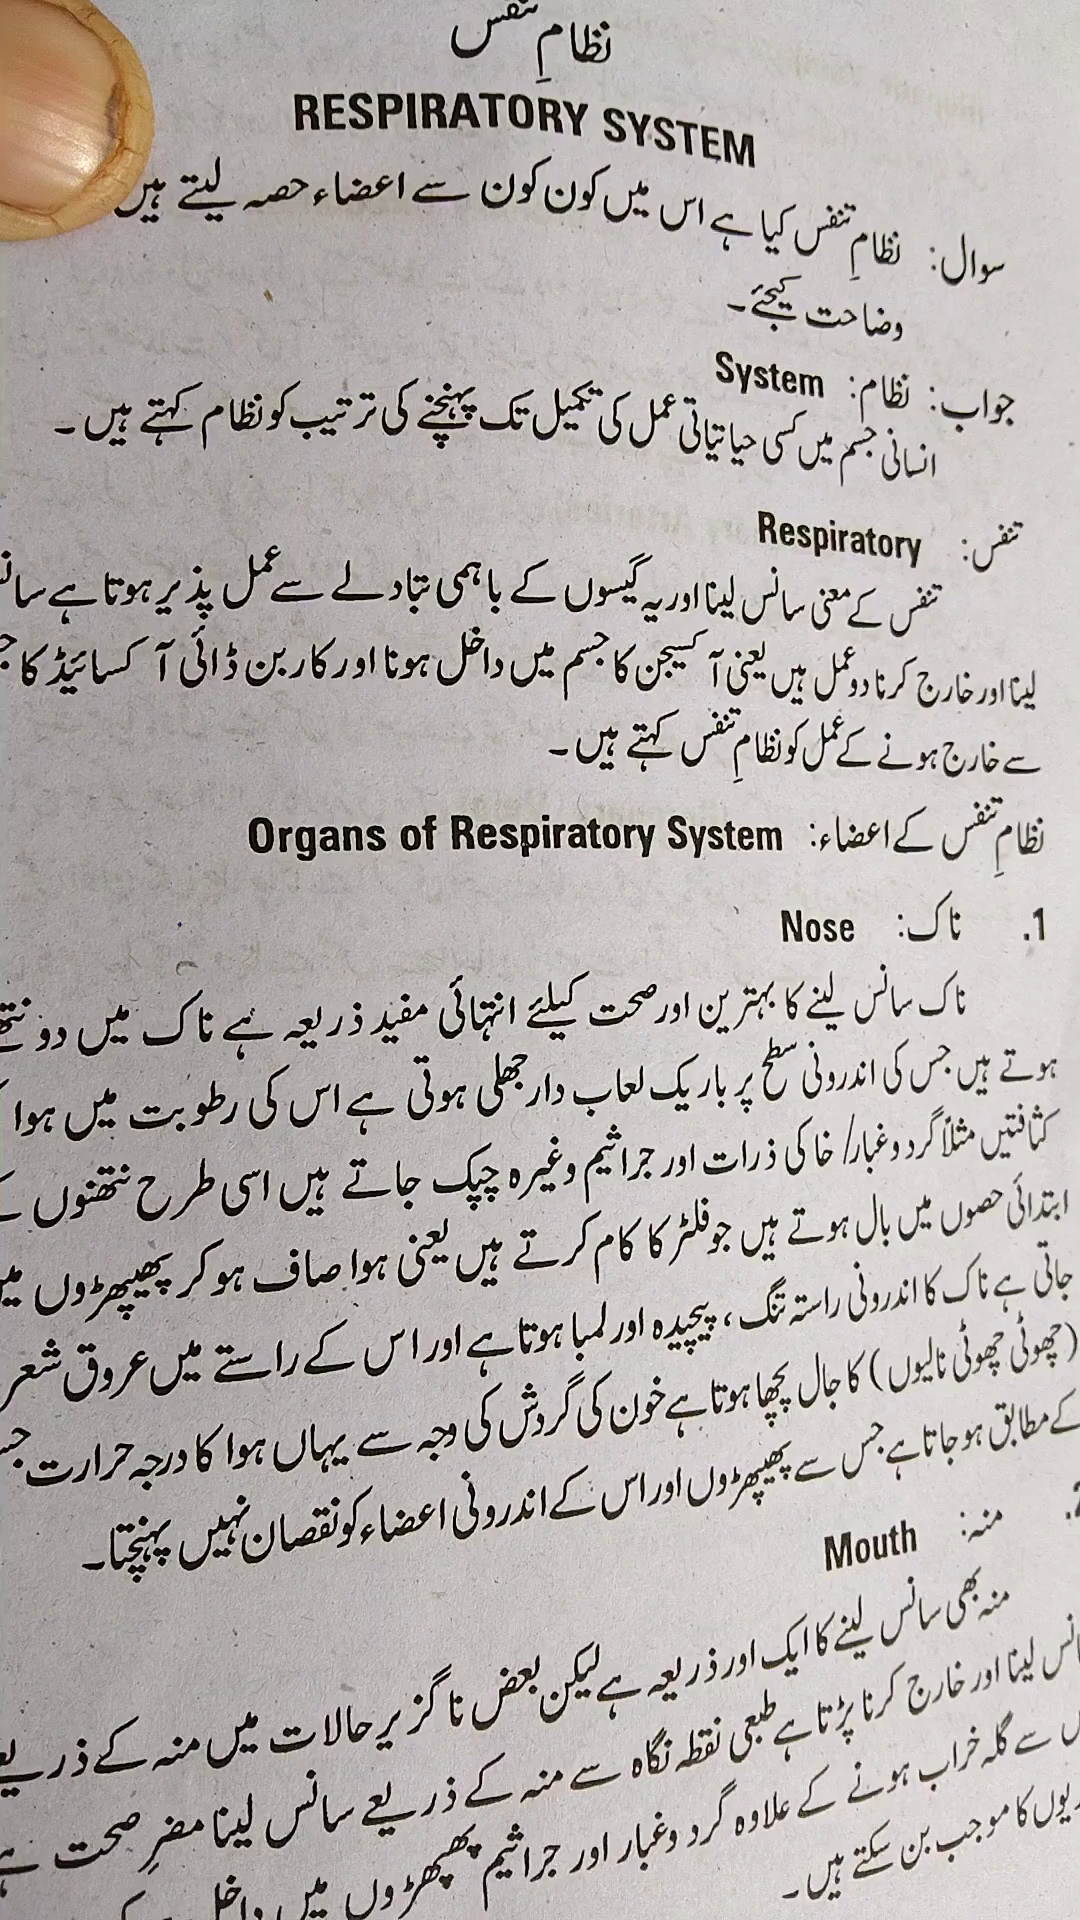 نظامِ تنفس
RESPIRATORY SYSTEM
سوال: نظامِ تنفس کیا ہے اس میں کون کون سے اعضاء حصہ لیتے ہیں
وضاحت کیجئے۔
جواب: نظام: System
انسانی جسم میں کسی حیاتیاتی عمل کی تکمیل تک پہنچنے کی ترتیب کو نظام کہتے ہیں۔
تنفس: Respiratory
تنفس کے معنی سانس لینا اور یہ گیسوں کے باہمی تبادلے سے عمل پذیر ہوتا ہے
لینا اور خارج کرنا دو عمل ہیں یعنی آکسیجن کا جسم میں داخل ہونا اور کاربن ڈائی آکسائیڈ کا
سے خارج ہونے کے عمل کو نظامِ تنفس کہتے ہیں۔
نظامِ تنفس کے اعضاء: Organs of Respiratory System
1. ناک: Nose
ناک سانس لینے کا بہترین اور صحت کیلئے انتہائی مفید ذریعہ ہے ناک میں دو
ہوتے ہیں جس کی اندرونی سطح پر باریک لعاب دار جھلی ہوتی ہے اس کی رطوبت میں ہوا
کثافتیں مثلاً گرد و غبار/ خاکی ذرات اور جراثیم وغیرہ چپک جاتے ہیں اسی طرح نتھنوں
ابتدائی حصوں میں بال ہوتے ہیں جو فلٹر کا کام کرتے ہیں یعنی ہوا صاف ہو کر پھیپھڑوں
جاتی ہے ناک کا اندرونی راستہ تنگ، پیچیدہ اور لمبا ہوتا ہے اور اس کے راستے میں عروق
(چھوٹی چھوٹی نالیوں) کا جال بچھا ہوتا ہے خون کی گردش کی وجہ سے یہاں ہوا کا درجہ حرارت
کے مطابق ہو جاتا ہے جس سے پھیپھڑوں اور اس کے اندرونی اعضاء کو نقصان نہیں پہنچتا۔
منہ: Mouth
منہ بھی سانس لینے کا ایک اور ذریعہ ہے لیکن بعض ناگزیر حالات میں منہ کے
لینا اور خارج کرنا پڑتا ہے طبعی نقطہ نگاہ سے منہ کے ذریعے سانس لینا مضرِ صحت
سے گلہ خراب ہونے کے علاوہ گرد و غبار اور جراثیم پھیپھڑوں میں
کا موجب بن سکتے ہیں۔